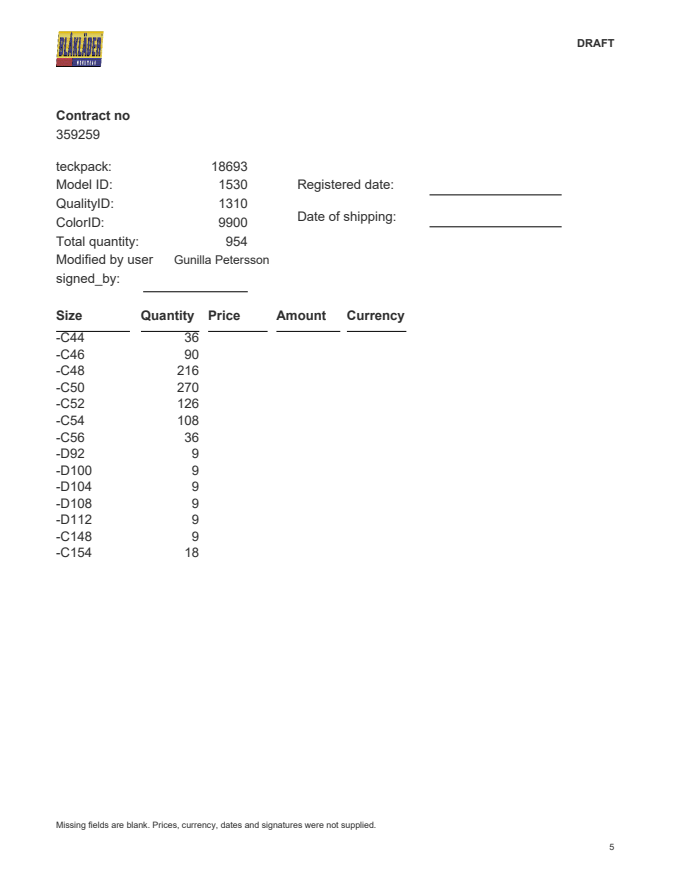 BLÅKLÄDER
WORKWEAR
DRAFT
Contract no
359259
teckpack: 18693
Model ID: 1530
Registered date:
QualityID: 1310
ColorID: 9900
Date of shipping:
Total quantity: 954
Modified by user Gunilla Petersson
signed_by:
Size Quantity Price Amount Currency
-C44 36
-C46 90
-C48 216
-C50 270
-C52 126
-C54 108
-C56 36
-D92 9
-D100 9
-D104 9
-D108 9
-D112 9
-C148 9
-C154 18
Missing fields are blank. Prices, currency, dates and signatures were not supplied.
5